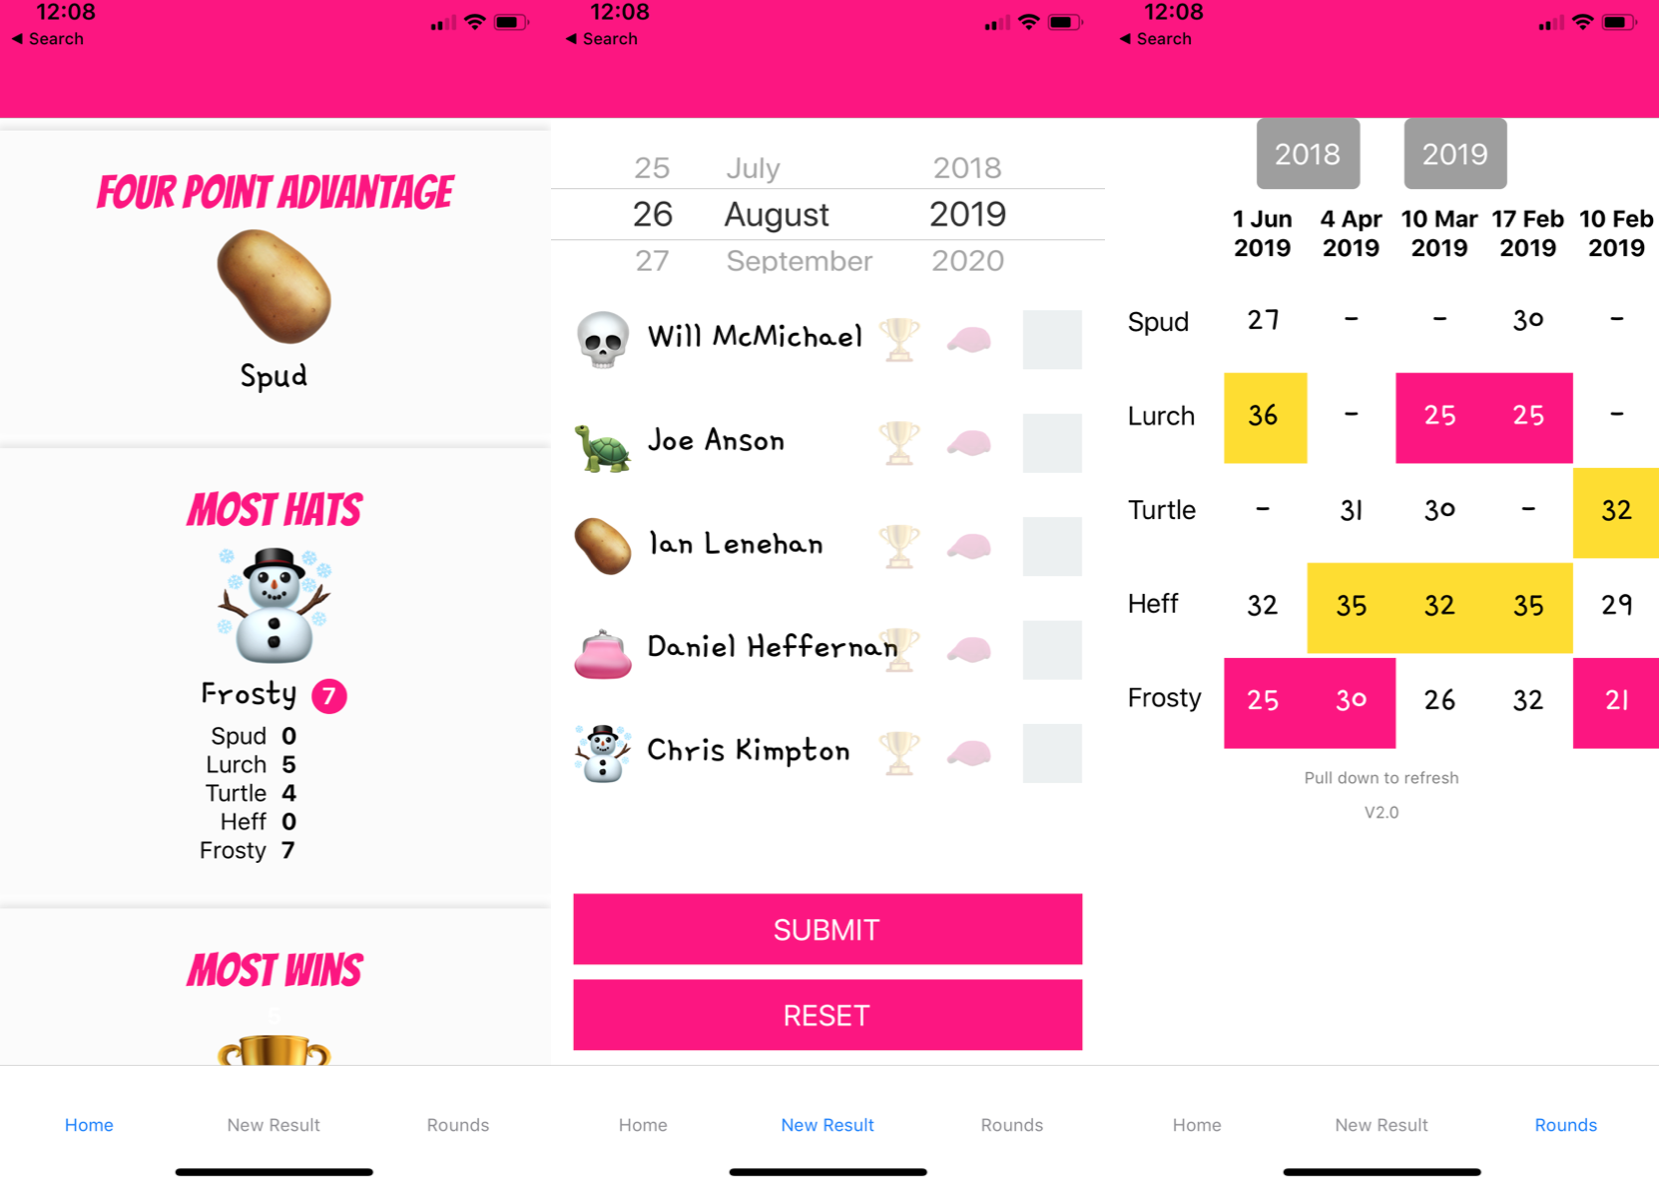 12:08
◀ Search
FOUR POINT ADVANTAGE
Spud
MOST HATS
Frosty 7
Spud 0
Lurch 5
Turtle 4
Heff 0
Frosty 7
MOST WINS
5
Home New Result Rounds
12:08
◀ Search
25 July 2018
26 August 2019
27 September 2020
Will McMichael
Joe Anson
Ian Lenehan
Daniel Heffernan
Chris Kimpton
SUBMIT
RESET
Home New Result Rounds
12:08
◀ Search
2018 2019
1 Jun 4 Apr 10 Mar 17 Feb 10 Feb
2019 2019 2019 2019 2019
Spud 27 - - 30 -
Lurch 36 - 25 25 -
Turtle - 31 30 - 32
Heff 32 35 32 35 29
Frosty 25 30 26 32 21
Pull down to refresh
V2.0
Home New Result Rounds